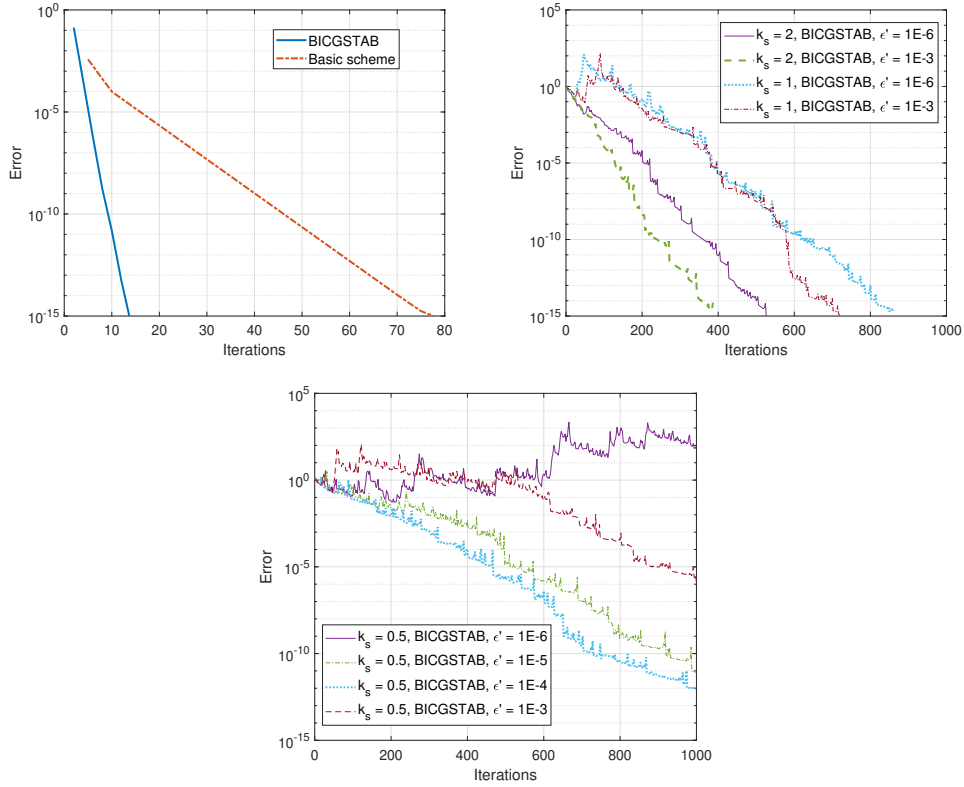 10^0
10^-5
10^-10
10^-15
Error
0
10
20
30
40
50
60
70
80
Iterations
BICGSTAB
Basic scheme
10^5
10^0
10^-5
10^-10
10^-15
Error
0
200
400
600
800
1000
Iterations
k_s = 2, BICGSTAB, ϵ' = 1E-6
k_s = 2, BICGSTAB, ϵ' = 1E-3
k_s = 1, BICGSTAB, ϵ' = 1E-6
k_s = 1, BICGSTAB, ϵ' = 1E-3
10^5
10^0
10^-5
10^-10
10^-15
Error
k_s = 0.5, BICGSTAB, ϵ' = 1E-6
k_s = 0.5, BICGSTAB, ϵ' = 1E-5
k_s = 0.5, BICGSTAB, ϵ' = 1E-4
k_s = 0.5, BICGSTAB, ϵ' = 1E-3
0
200
400
600
800
1000
Iterations